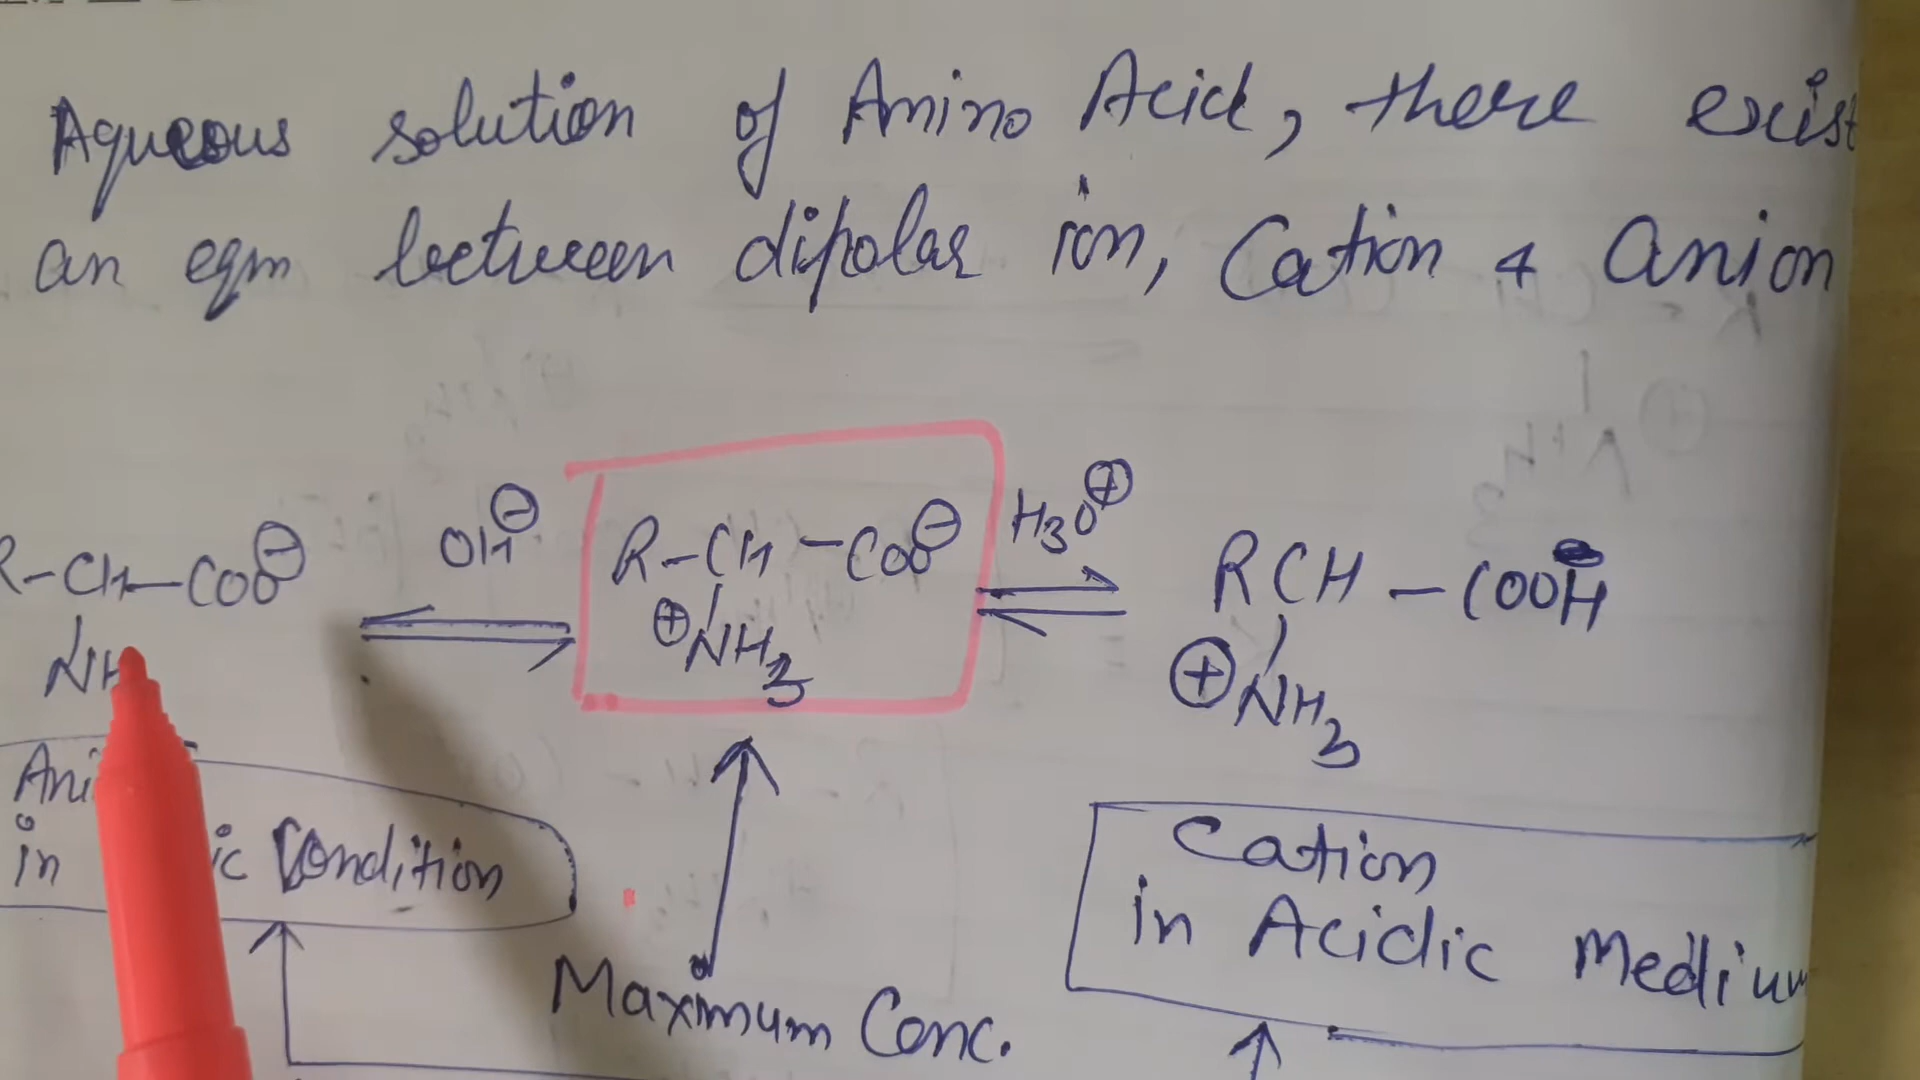 Aqueous solution of Amino Acid, there exist
an eqm between dipolar ion, Cation & Anion
R-CH-COO⊖ OH⊖ R-CH-COO⊖ H3O⊕ RCH-COOH
NH ⊕NH3 ⊕NH3
Cation
in Condition in Acidic Medium
Maximum Conc.